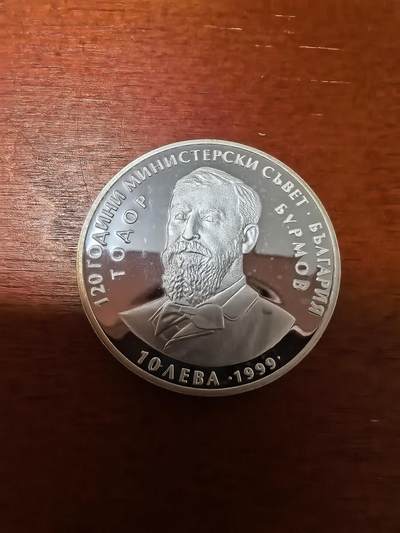 120 ГОДИНИ МИНИСТЕРСКИ СЪВЕТ · БЪЛГАРИЯ
ТОДОР
БУРМОВ
10 ЛЕВА · 1999 ·